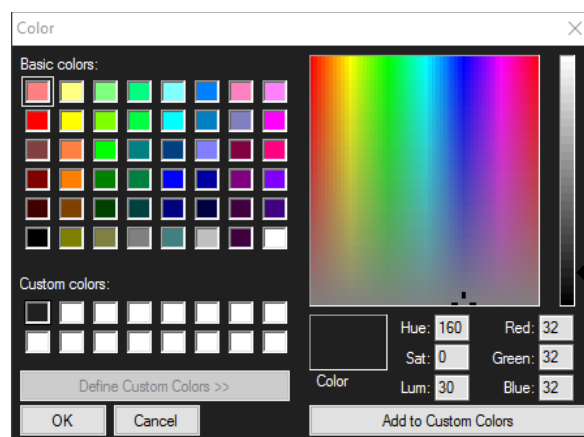 Color
Basic colors:
Custom colors:
Define Custom Colors >>
OK Cancel
Color
Hue: 160 Red: 32
Sat: 0 Green: 32
Lum: 30 Blue: 32
Add to Custom Colors